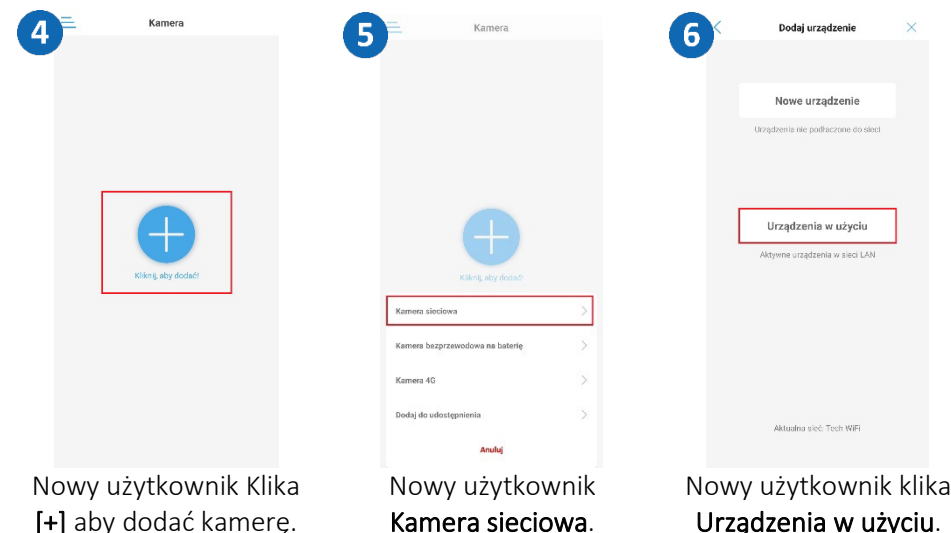 4
Kamera
Kliknij, aby dodać!
Nowy użytkownik Klika
[+] aby dodać kamerę.
5
Kamera
Kliknij, aby dodać!
Kamera sieciowa
Kamera bezprzewodowa na baterię
Kamera 4G
Dodaj do udostępnienia
Anuluj
Nowy użytkownik
Kamera sieciowa.
6
Dodaj urządzenie
Nowe urządzenie
Urządzenia nie podłączone do sieci
Urządzenia w użyciu
Aktywne urządzenia w sieci LAN
Aktualna sieć: Tech WiFi
Nowy użytkownik klika
Urządzenia w użyciu.